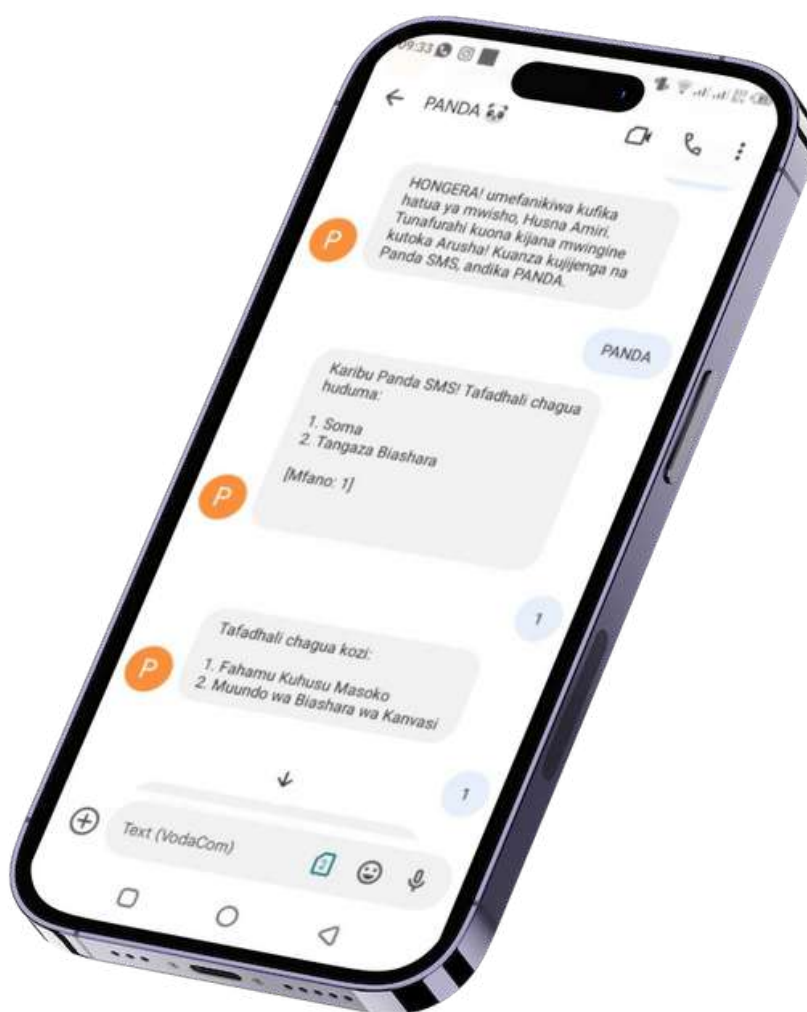 09:33
PANDA
HONGERA! umefanikiwa kufika
hatua ya mwisho, Husna Amiri.
Tunafurahi kuona kijana mwingine
kutoka Arusha! Kuanza kujijenga na
Panda SMS, andika PANDA.
P
PANDA
Karibu Panda SMS! Tafadhali chagua
huduma:
1. Soma
2. Tangaza Biashara
[Mfano: 1]
P
1
Tafadhali chagua kozi:
1. Fahamu Kuhusu Masoko
2. Muundo wa Biashara wa Kanvasi
P
1
Text (VodaCom)
2